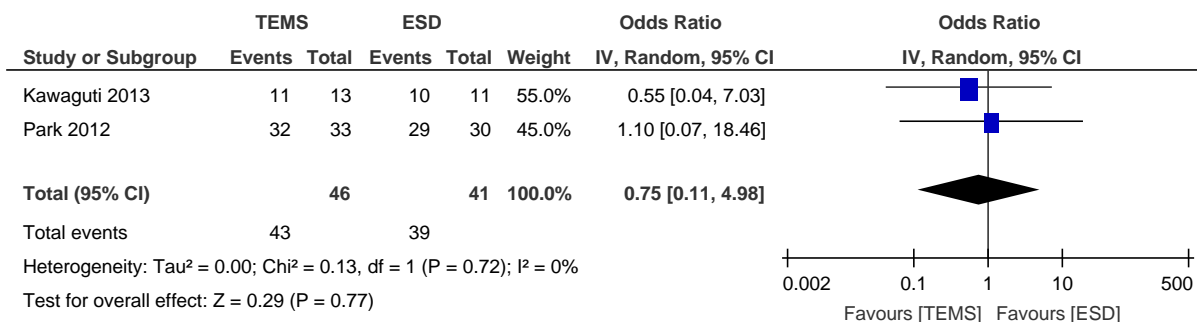 TEMS ESD Odds Ratio Odds Ratio
Study or Subgroup Events Total Events Total Weight IV, Random, 95% CI IV, Random, 95% CI
Kawaguti 2013 11 13 10 11 55.0% 0.55 [0.04, 7.03]
Park 2012 32 33 29 30 45.0% 1.10 [0.07, 18.46]
Total (95% CI) 46 41 100.0% 0.75 [0.11, 4.98]
Total events 43 39
Heterogeneity: Tau² = 0.00; Chi² = 0.13, df = 1 (P = 0.72); I² = 0%
Test for overall effect: Z = 0.29 (P = 0.77)
0.002 0.1 1 10 500
Favours [TEMS] Favours [ESD]